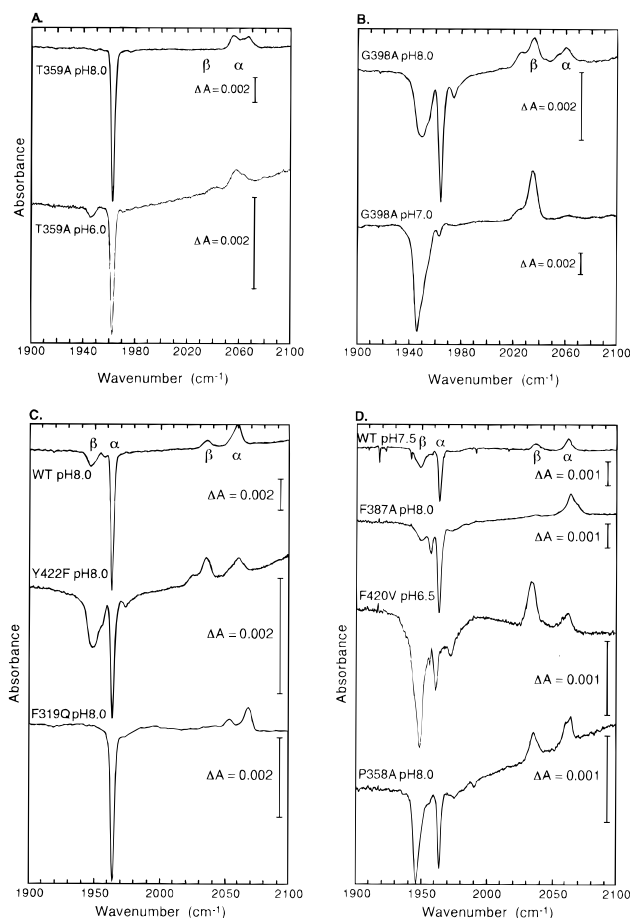 A.
T359A pH8.0
β α
ΔA = 0.002
T359A pH6.0
ΔA = 0.002
Absorbance
1900 1940 1980 2020 2060 2100
Wavenumber (cm-1)
B.
G398A pH8.0
β α
ΔA = 0.002
G398A pH7.0
ΔA = 0.002
1900 1940 1980 2020 2060 2100
Wavenumber (cm-1)
C.
β α
β α
WT pH8.0
ΔA = 0.002
Y422F pH8.0
ΔA = 0.002
F319Q pH8.0
ΔA = 0.002
Absorbance
1900 1950 2000 2050 2100
Wavenumber (cm-1)
D.
WT pH7.5
β α
β α
ΔA = 0.001
F387A pH8.0
ΔA = 0.001
F420V pH6.5
ΔA = 0.001
P358A pH8.0
ΔA = 0.001
Absorbance
1900 1950 2000 2050 2100
Wavenumber (cm-1)